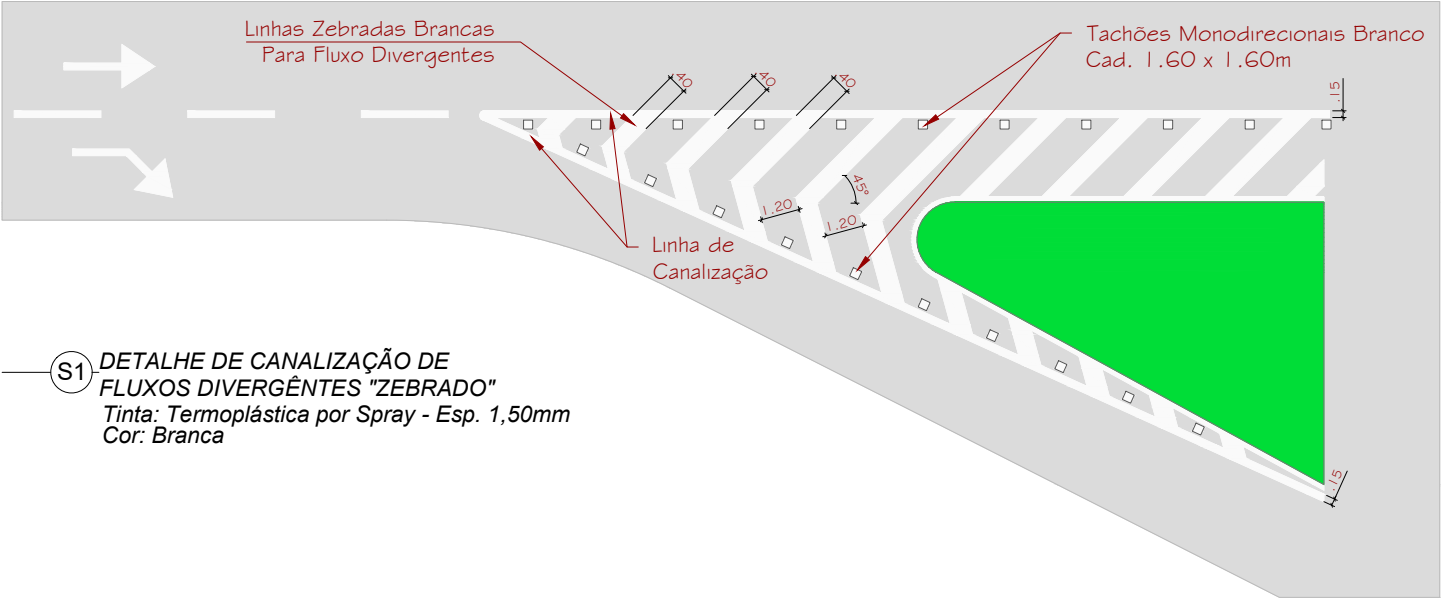 Linhas Zebradas Brancas
Para Fluxo Divergentes
Tachões Monodirecionais Branco
Cad. 1.60 x 1.60m
.40
.40
.40
.15
45°
1.20
1.20
Linha de
Canalização
S1
DETALHE DE CANALIZAÇÃO DE
FLUXOS DIVERGÊNTES "ZEBRADO"
Tinta: Termoplástica por Spray - Esp. 1,50mm
Cor: Branca
.15